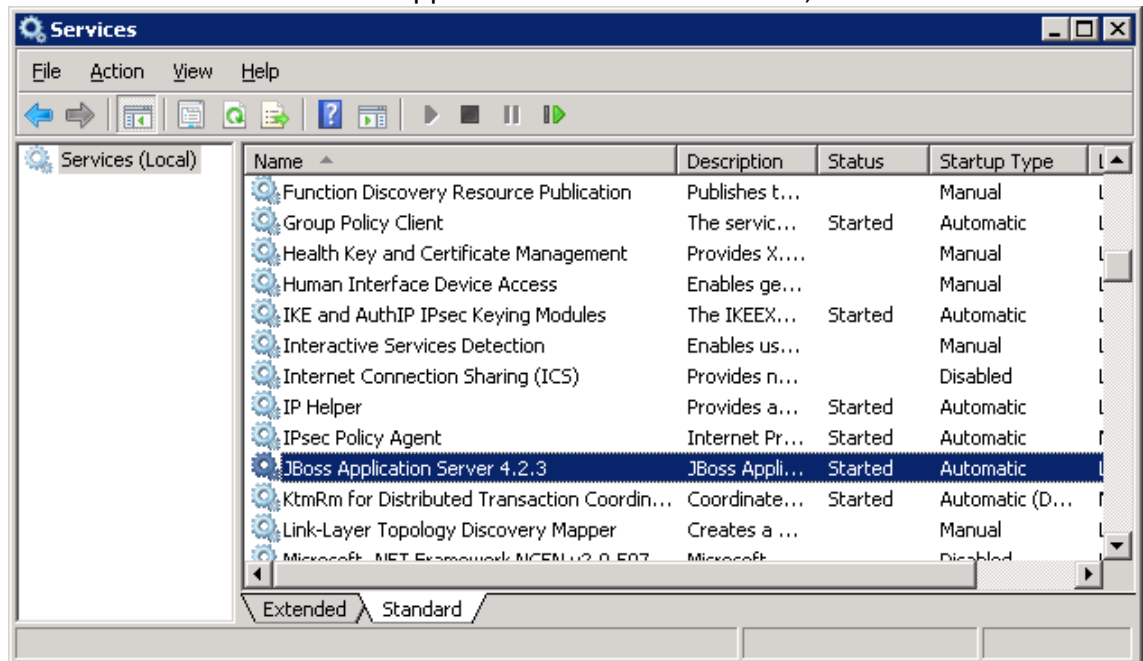 Services
File Action View Help
Services (Local)
Name Description Status Startup Type L
Function Discovery Resource Publication Publishes t... Manual L
Group Policy Client The servic... Started Automatic L
Health Key and Certificate Management Provides X.... Manual L
Human Interface Device Access Enables ge... Manual L
IKE and AuthIP IPsec Keying Modules The IKEEX... Started Automatic L
Interactive Services Detection Enables us... Manual L
Internet Connection Sharing (ICS) Provides n... Disabled L
IP Helper Provides a... Started Automatic L
IPsec Policy Agent Internet Pr... Started Automatic
JBoss Application Server 4.2.3 JBoss Appli... Started Automatic L
KtmRm for Distributed Transaction Coordin... Coordinate... Started Automatic (D...
Link-Layer Topology Discovery Mapper Creates a ... Manual L
Microsoft .NET Framework Microsoft Disabled
Extended Standard